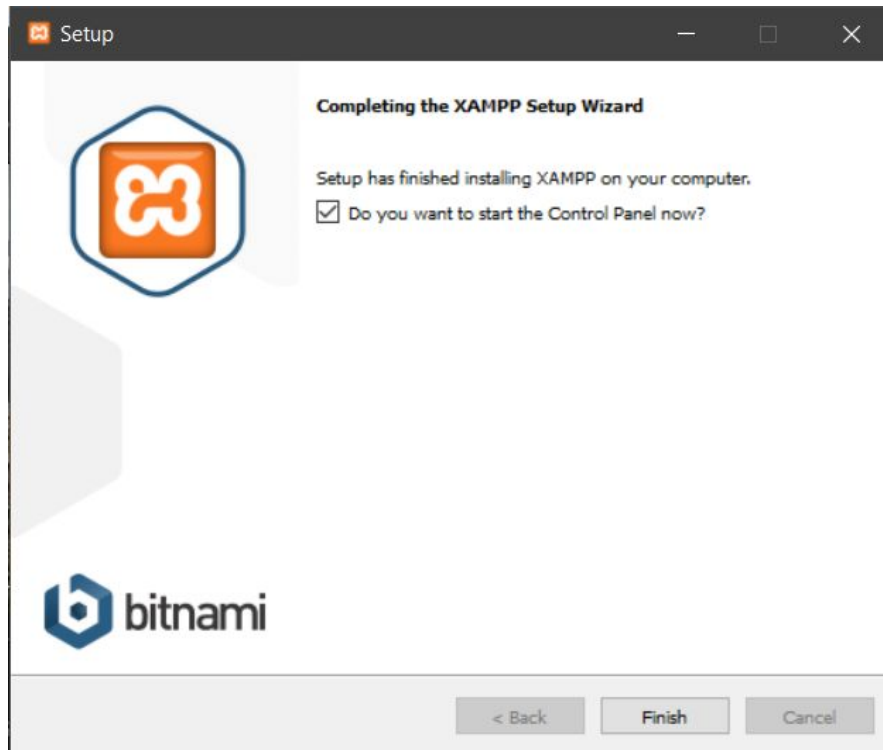 Setup
Completing the XAMPP Setup Wizard
Setup has finished installing XAMPP on your computer.
Do you want to start the Control Panel now?
bitnami
< Back
Finish
Cancel